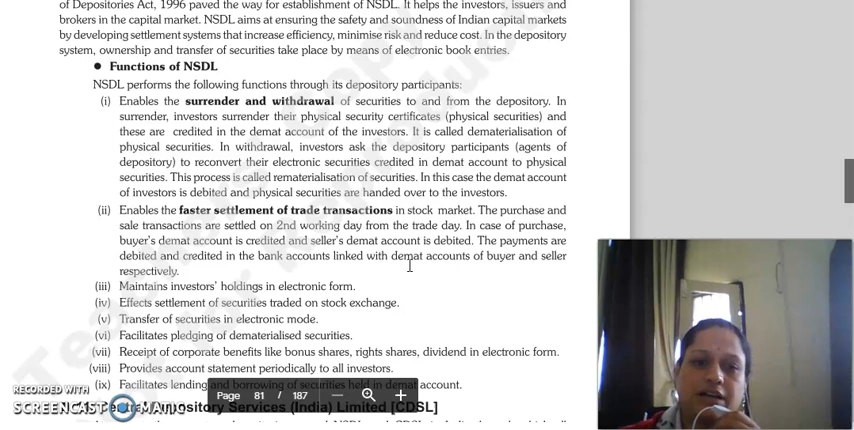 of Depositories Act, 1996 paved the way for establishment of NSDL. It helps the investors, issuers and
brokers in the capital market. NSDL aims at ensuring the safety and soundness of Indian capital markets
by developing settlement systems that increase efficiency, minimise risk and reduce cost. In the depository
system, ownership and transfer of securities take place by means of electronic book entries.
● Functions of NSDL
NSDL performs the following functions through its depository participants:
(i) Enables the surrender and withdrawal of securities to and from the depository. In
surrender, investors surrender their physical security certificates (physical securities) and
these are credited in the demat account of the investors. It is called dematerialisation of
physical securities. In withdrawal, investors ask the depository participants (agents of
depository) to reconvert their electronic securities credited in demat account to physical
securities. This process is called rematerialisation of securities. In this case the demat account
of investors is debited and physical securities are handed over to the investors.
(ii) Enables the faster settlement of trade transactions in stock market. The purchase and
sale transactions are settled on 2nd working day from the trade day. In case of purchase,
buyer's demat account is credited and seller's demat account is debited. The payments are
debited and credited in the bank accounts linked with demat accounts of buyer and seller
respectively.
(iii) Maintains investors' holdings in electronic form.
(iv) Effects settlement of securities traded on stock exchange.
(v) Transfer of securities in electronic mode.
(vi) Facilitates pledging of dematerialised securities.
(vii) Receipt of corporate benefits like bonus shares, rights shares, dividend in electronic form.
(viii) Provides account statement periodically to all investors.
(ix) Facilitates lending and borrowing of securities held in demat account.
Page 81 / 187
RECORDED WITH
SCREENCAST MATIC
Depository Services (India) Limited [CDSL]